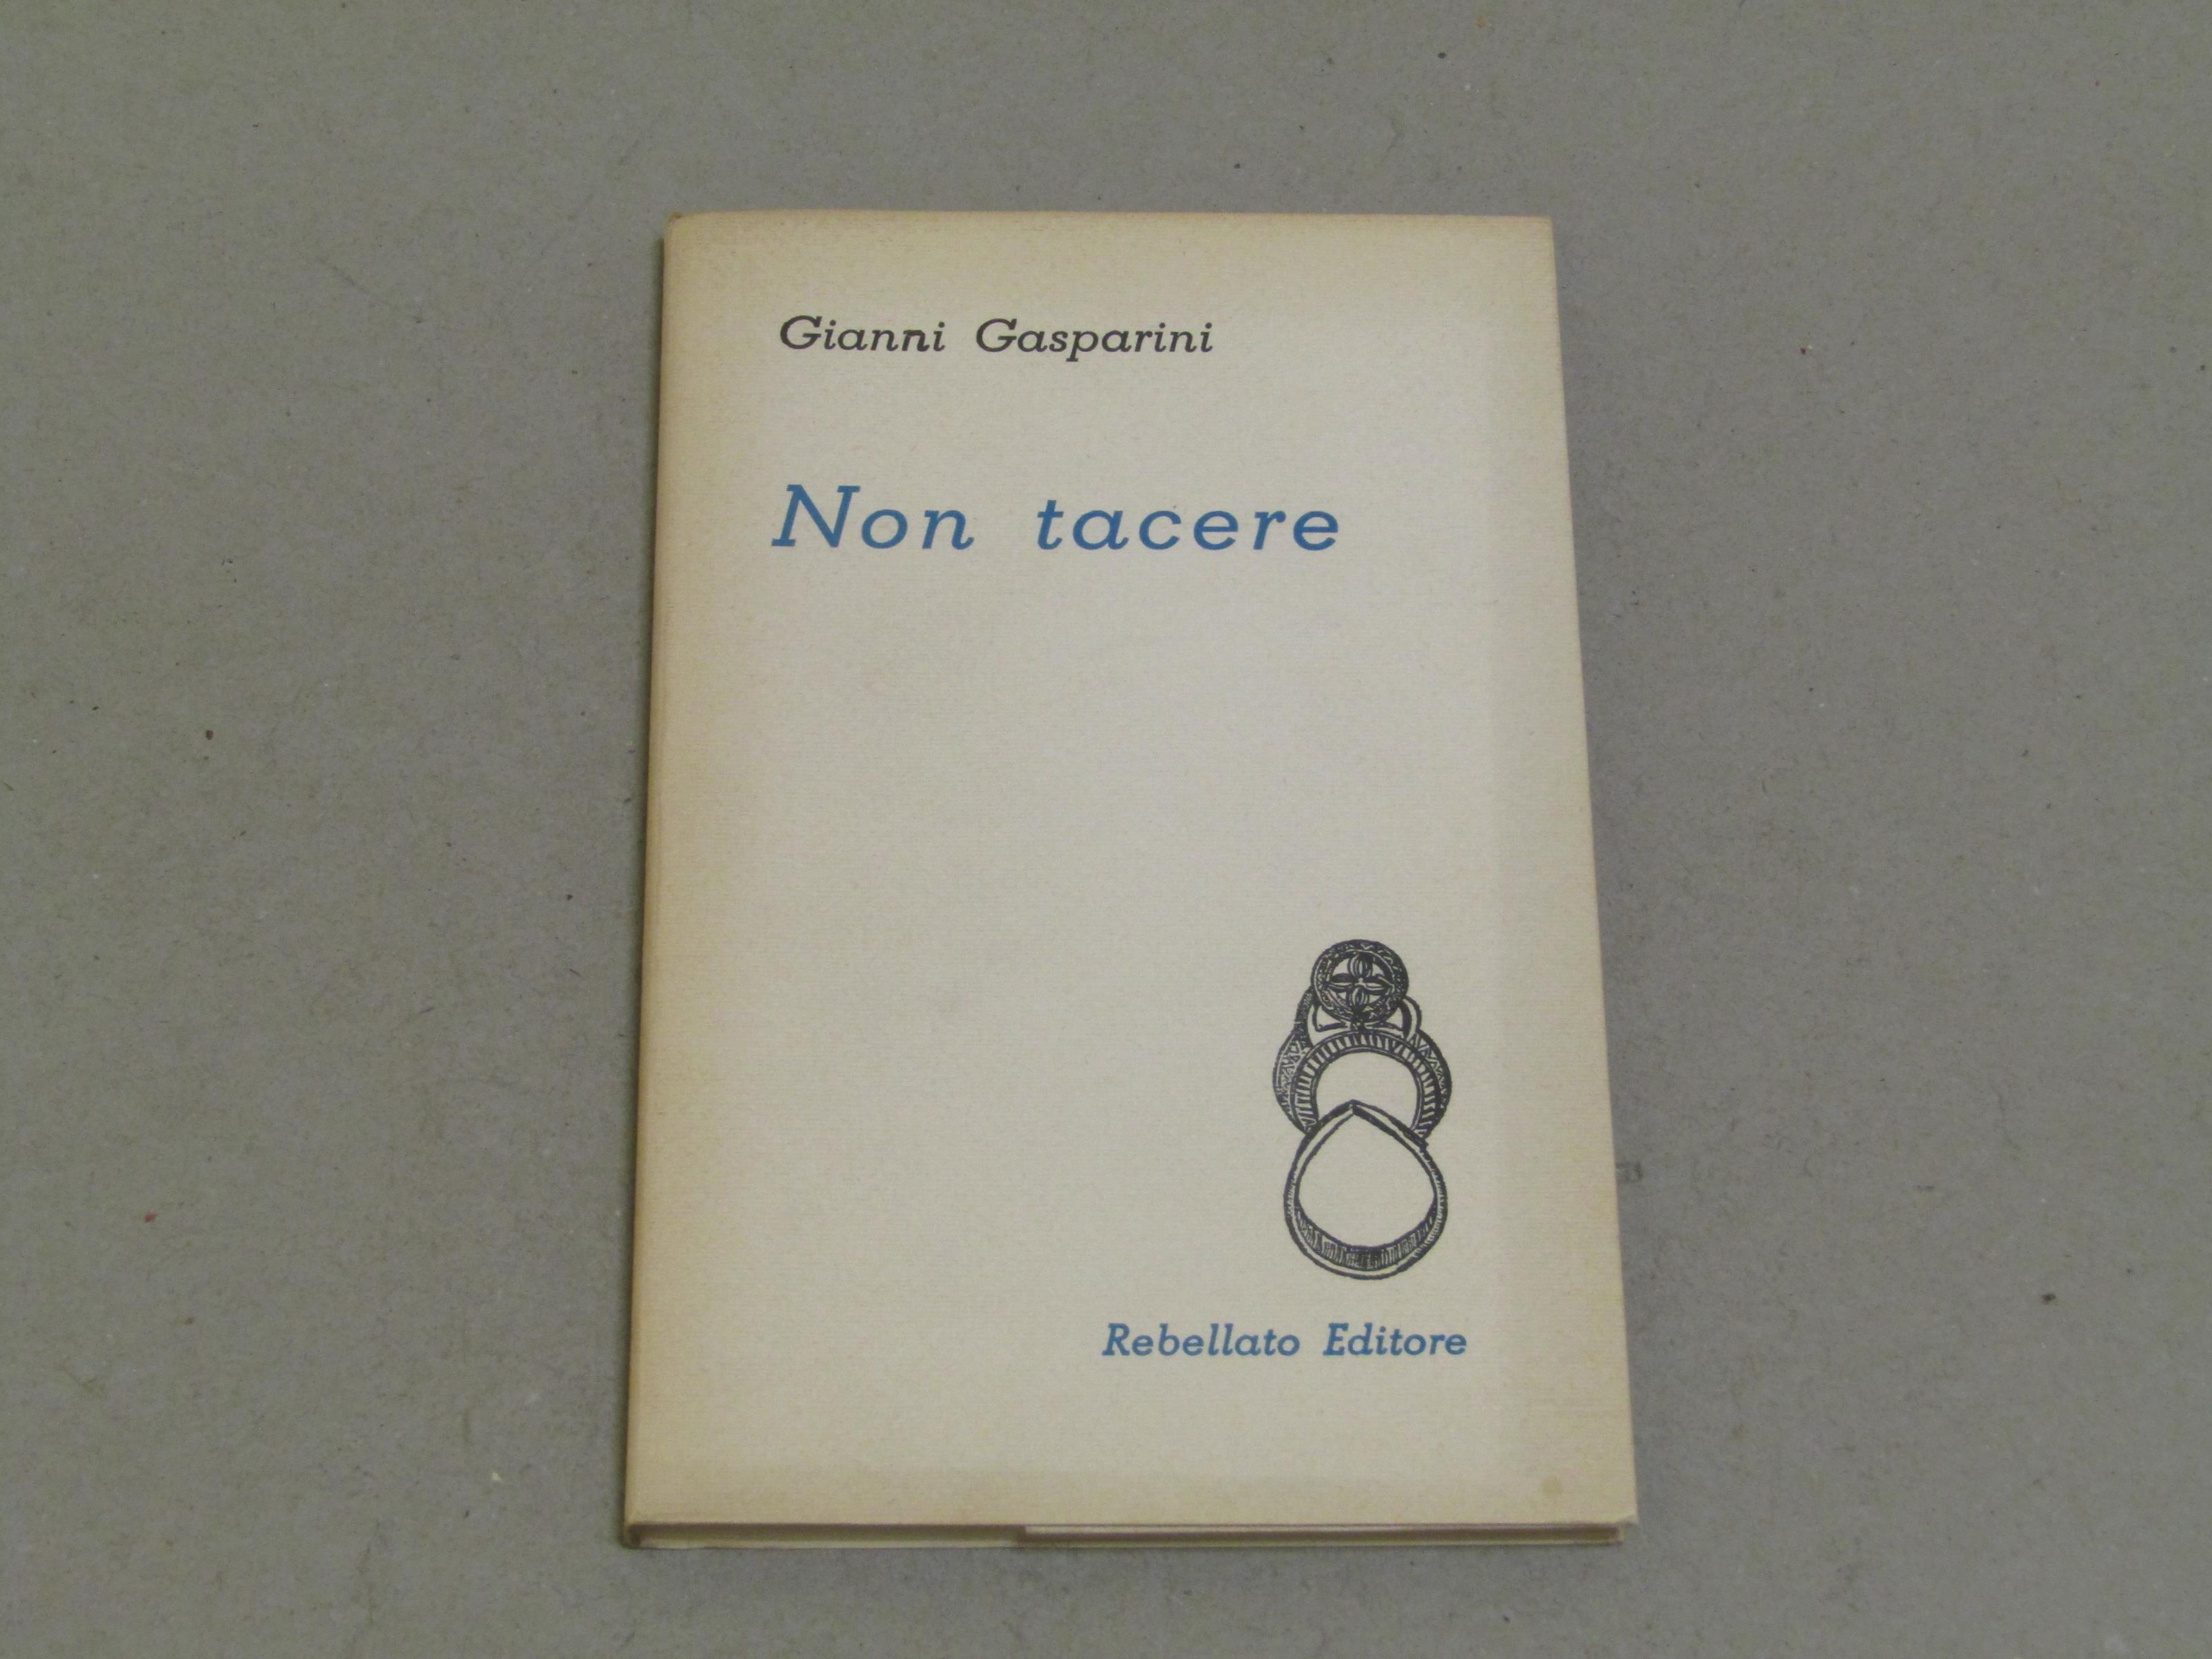 Gianni Gasparini
Non tacere
Rebellato Editore